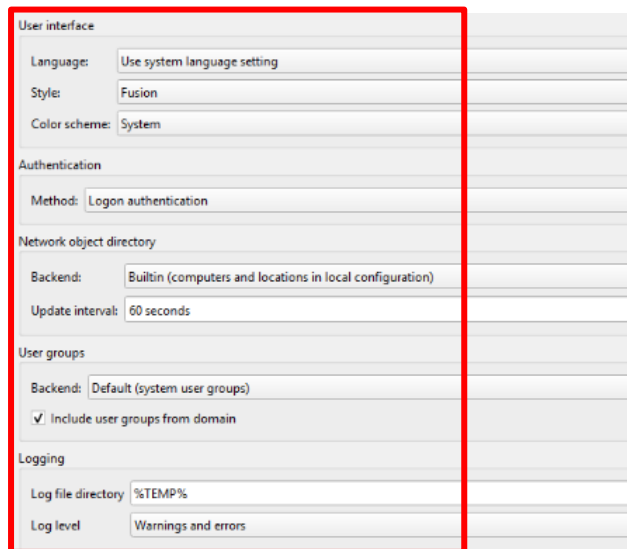 User interface
Language: Use system language setting
Style: Fusion
Color scheme: System
Authentication
Method: Logon authentication
Network object directory
Backend: Builtin (computers and locations in local configuration)
Update interval: 60 seconds
User groups
Backend: Default (system user groups)
Include user groups from domain
Logging
Log file directory %TEMP%
Log level Warnings and errors